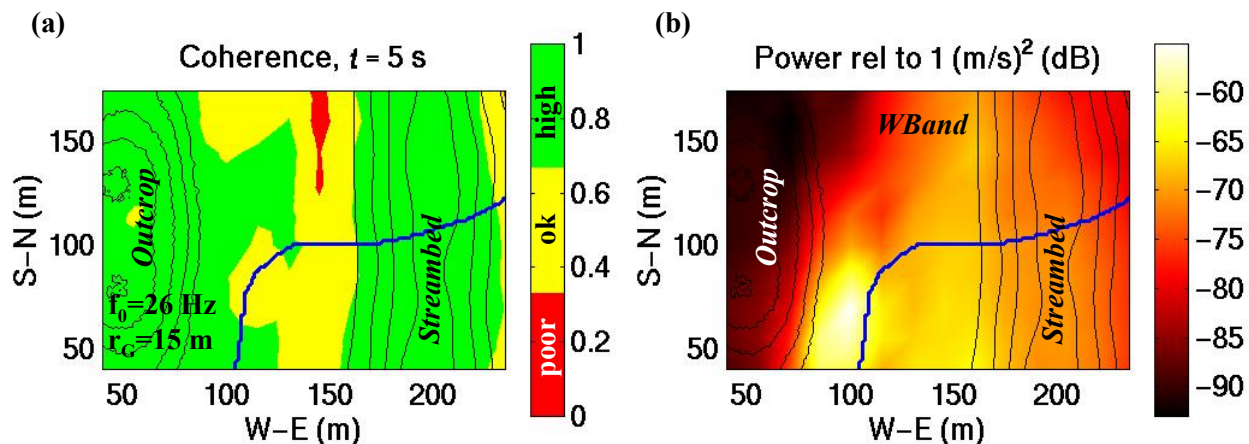 (a)
Coherence, t = 5 s
S−N (m)
150
100
50
50
100
150
200
W−E (m)
Outcrop
Streambed
f₀=26 Hz
r_G=15 m
1
0.8
0.6
0.4
0.2
0
high
ok
poor
(b)
Power rel to 1 (m/s)² (dB)
S−N (m)
150
100
50
50
100
150
200
W−E (m)
WBand
Outcrop
Streambed
−60
−65
−70
−75
−80
−85
−90